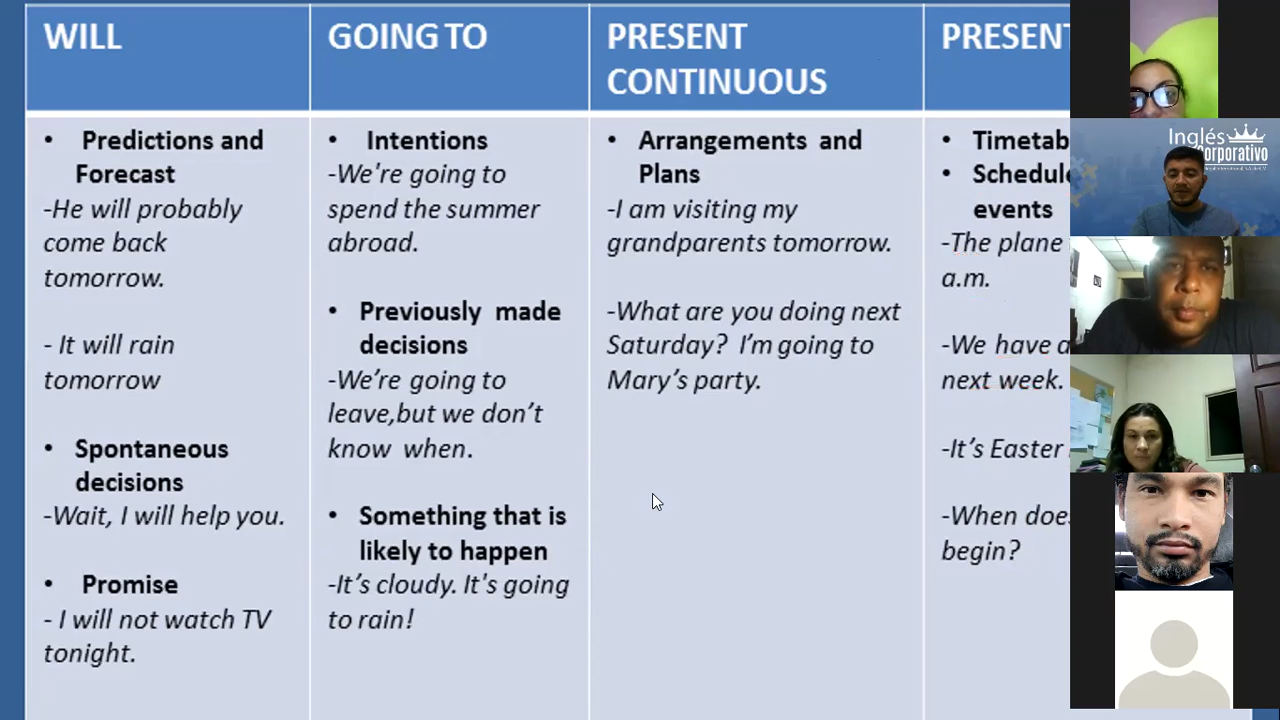 WILL
GOING TO
PRESENT
CONTINUOUS
PRESENT
• Predictions and
Forecast
-He will probably
come back
tomorrow.
- It will rain
tomorrow
• Spontaneous
decisions
-Wait, I will help you.
• Promise
- I will not watch TV
tonight.
• Intentions
-We're going to
spend the summer
abroad.
• Previously made
decisions
-We’re going to
leave,but we don’t
know when.
• Something that is
likely to happen
-It’s cloudy. It's going
to rain!
• Arrangements and
Plans
-I am visiting my
grandparents tomorrow.
-What are you doing next
Saturday? I’m going to
Mary’s party.
•
• 
events
-The plane
a.m.
-We have
next week.
-It’s Easter
-When
begin?
Inglés
Corporativo